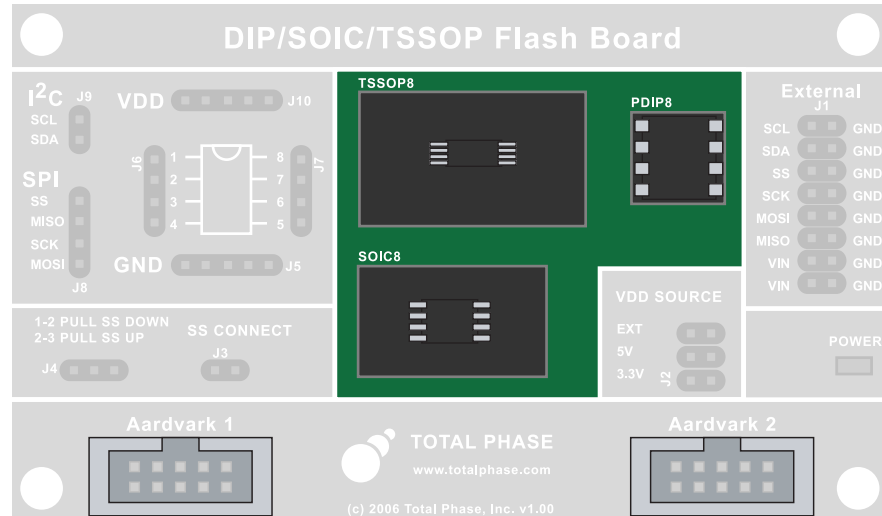 DIP/SOIC/TSSOP Flash Board
I2C J9
SCL
SDA
SPI
SS
MISO
SCK
MOSI
J8
VDD J10
J6
1 8
2 7
3 6
4 5
J7
GND J5
TSSOP8
PDIP8
SOIC8
External
J1
SCL GND
SDA GND
SS GND
SCK GND
MOSI GND
MISO GND
VIN GND
VIN GND
1-2 PULL SS DOWN
2-3 PULL SS UP
J4
SS CONNECT
J3
VDD SOURCE
EXT
5V
3.3V J2
POWER
Aardvark 1
TOTAL PHASE
www.totalphase.com
(c) 2006 Total Phase, Inc. v1.00
Aardvark 2